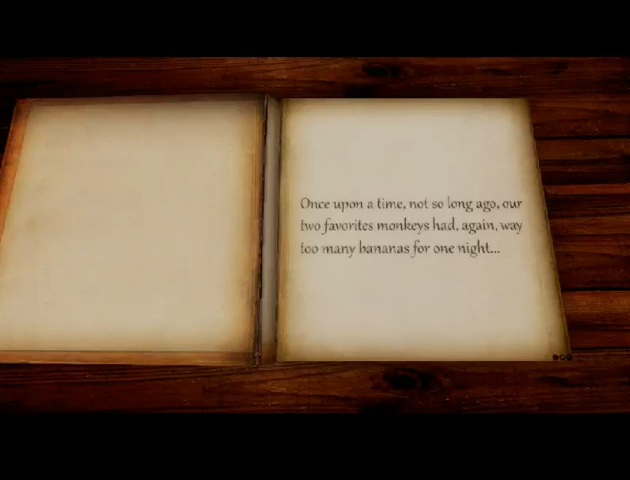 Once upon a time, not so long ago, our
two favorites monkeys had, again, way
too many bananas for one night...